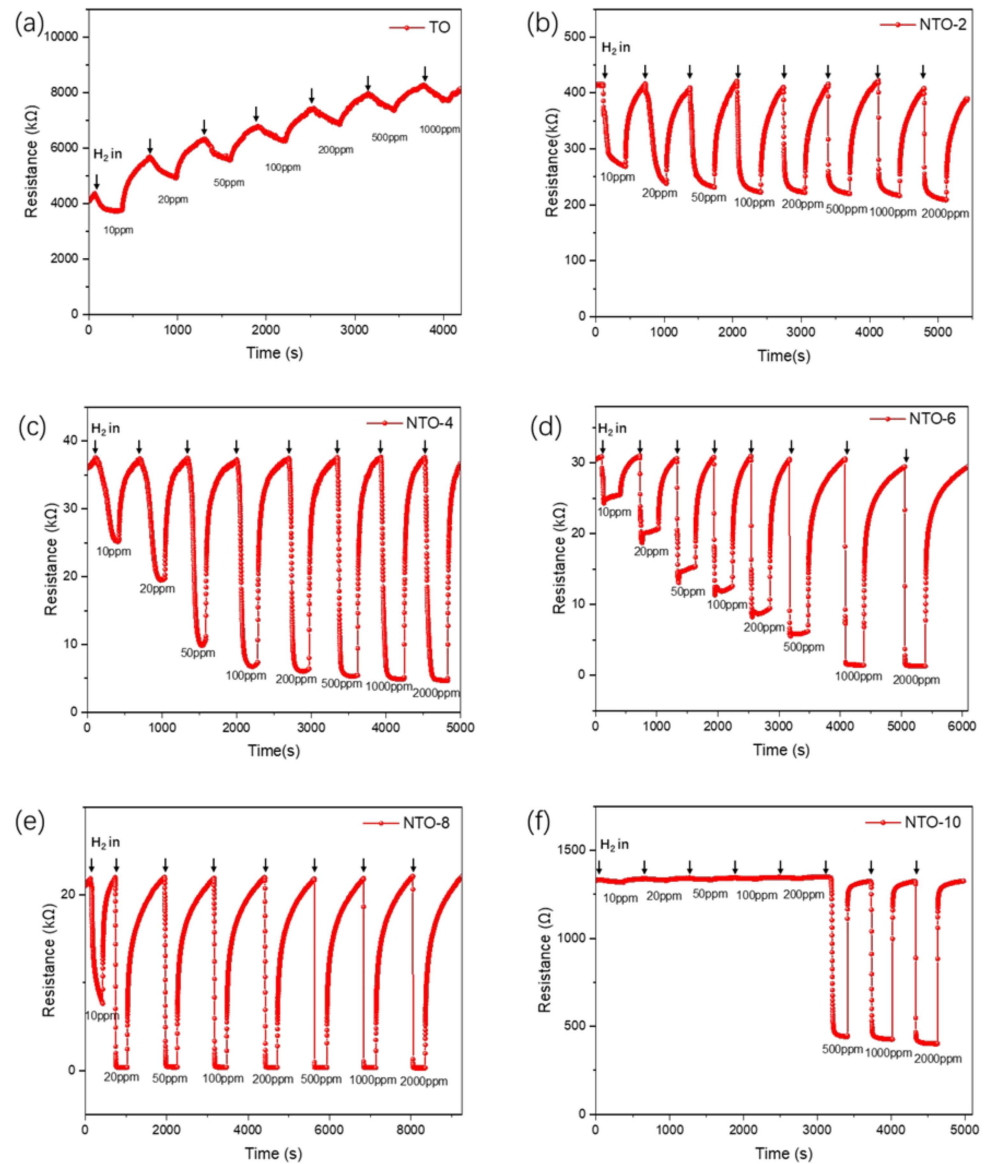 (a)
TO
10000
8000
6000
4000
2000
0
Resistance (kΩ)
H2 in
10ppm
20ppm
50ppm
100ppm
200ppm
500ppm
1000ppm
0 1000 2000 3000 4000
Time (s)
(b)
NTO-2
500
400
300
200
100
0
Resistance(kΩ)
H2 in
10ppm
20ppm
50ppm
100ppm
200ppm
500ppm
1000ppm
2000ppm
0 1000 2000 3000 4000 5000
Time(s)
(c)
NTO-4
40
30
20
10
0
Resistance (kΩ)
H2 in
10ppm
20ppm
50ppm
100ppm
200ppm
500ppm
1000ppm
2000ppm
0 1000 2000 3000 4000 5000
Time(s)
(d)
NTO-6
30
20
10
0
Resistance (kΩ)
H2 in
10ppm
20ppm
50ppm
100ppm
200ppm
500ppm
1000ppm
2000ppm
0 1000 2000 3000 4000 5000 6000
Time (s)
(e)
NTO-8
20
0
Resistance (kΩ)
H2 in
10ppm
20ppm
50ppm
100ppm
200ppm
500ppm
1000ppm
2000ppm
0 2000 4000 6000 8000
Time (s)
(f)
NTO-10
1500
1000
500
0
Resistance (Ω)
H2 in
10ppm
20ppm
50ppm
100ppm
200ppm
500ppm
1000ppm
2000ppm
0 1000 2000 3000 4000 5000
Time (s)